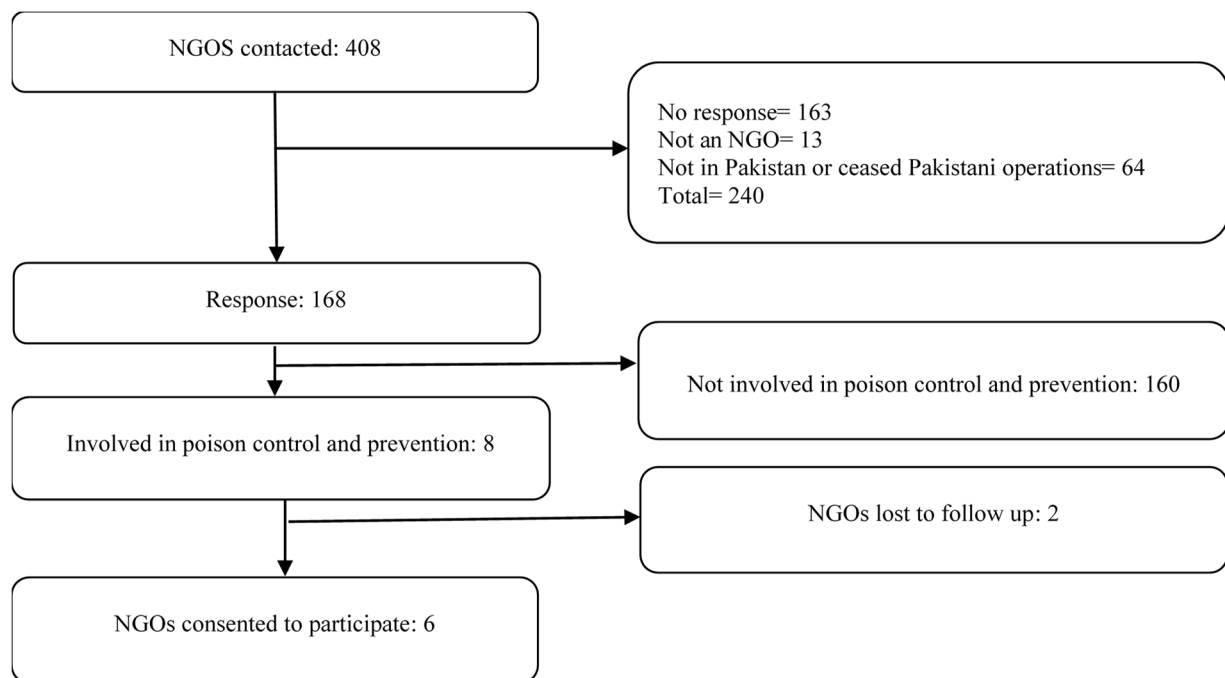 NGOS contacted: 408
No response= 163
Not an NGO= 13
Not in Pakistan or ceased Pakistani operations= 64
Total= 240
Response: 168
Not involved in poison control and prevention: 160
Involved in poison control and prevention: 8
NGOs lost to follow up: 2
NGOs consented to participate: 6